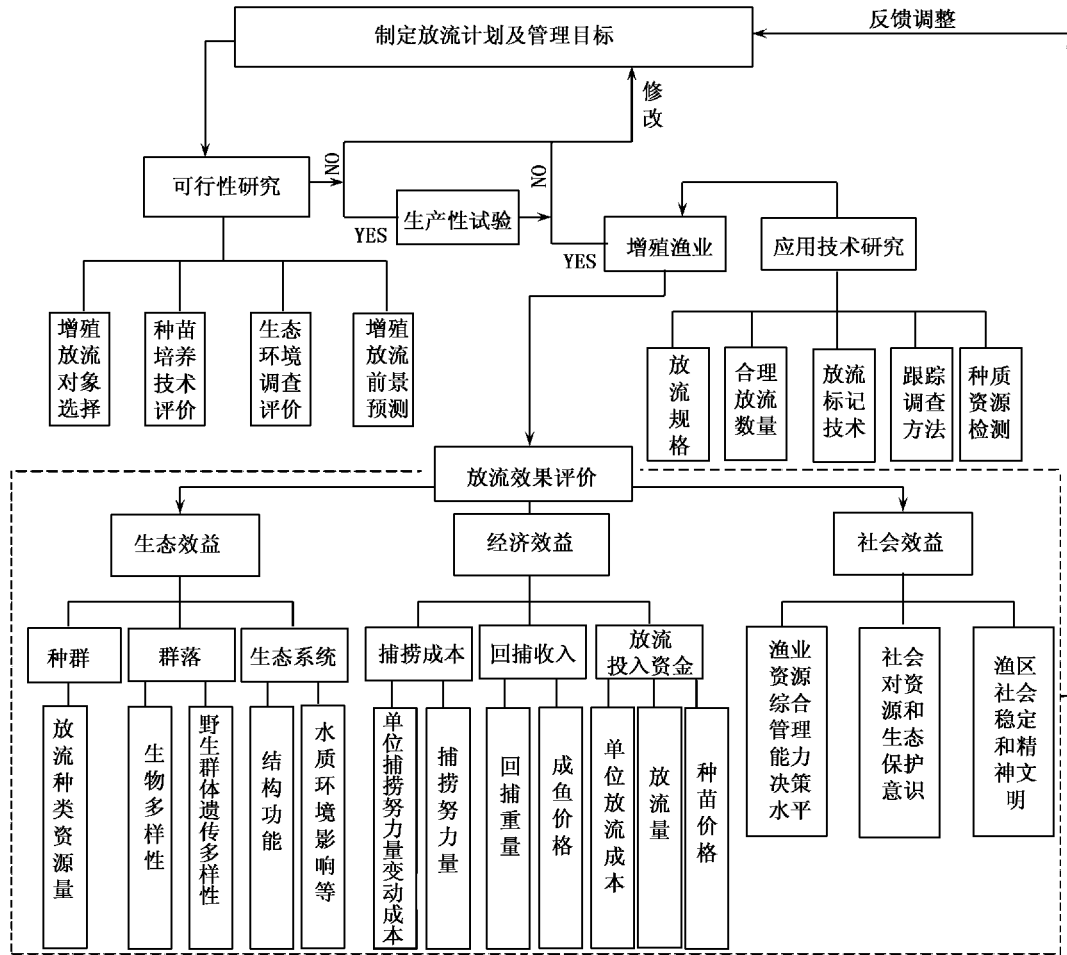 反馈调整
制定放流计划及管理目标
修改
NO
可行性研究
NO
生产性试验
YES
增殖渔业
YES
应用技术研究
增殖
放流
对象
选择
种苗
培养
技术
评价
生态
环境
调查
评价
增殖
放流
前景
预测
放流规格
合理
放流
数量
放流
标记
技术
跟踪
调查
方法
种质
资源
检测
放流效果评价
生态效益
经济效益
社会效益
种群
群落
生态系统
捕捞成本
回捕收入
放流
投入资金
渔业
资源
综合
管理
能力
决策
水平
社会
对资
源和
生态
保护
意识
渔区
社会
稳定
和精
神文
明
放流种类资源量
生物多样性
野生群体遗传多样性
结构功能
水质环境影响等
单位捕捞努力量变动成本
捕捞努力量
回捕重量
成鱼价格
单位放流成本
放流量
种苗价格